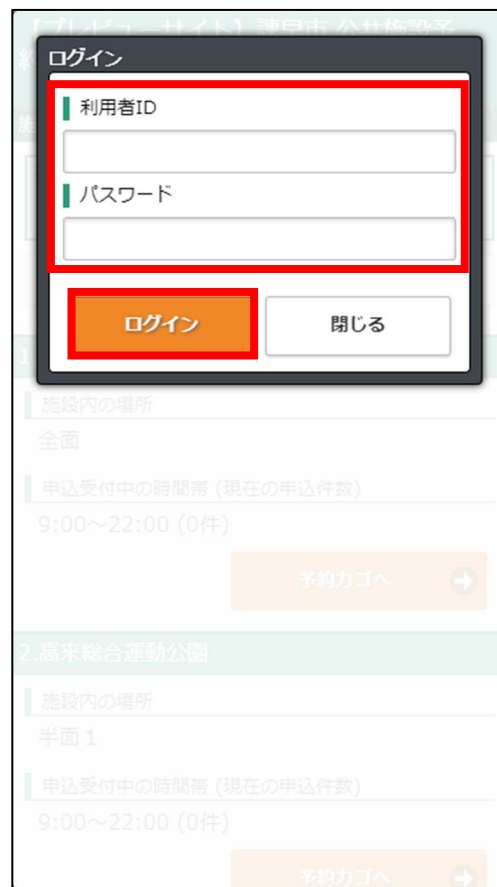 【プレビューサイト】諫早市 公共施設予
ログイン
利用者ID
パスワード
ログイン
閉じる
施設内の場所
全面
申込受付中の時間帯 (現在の申込件数)
9:00～22:00 (0件)
予約カゴへ
2.高来総合運動公園
施設内の場所
半面 1
申込受付中の時間帯 (現在の申込件数)
9:00～22:00 (0件)
予約カゴへ